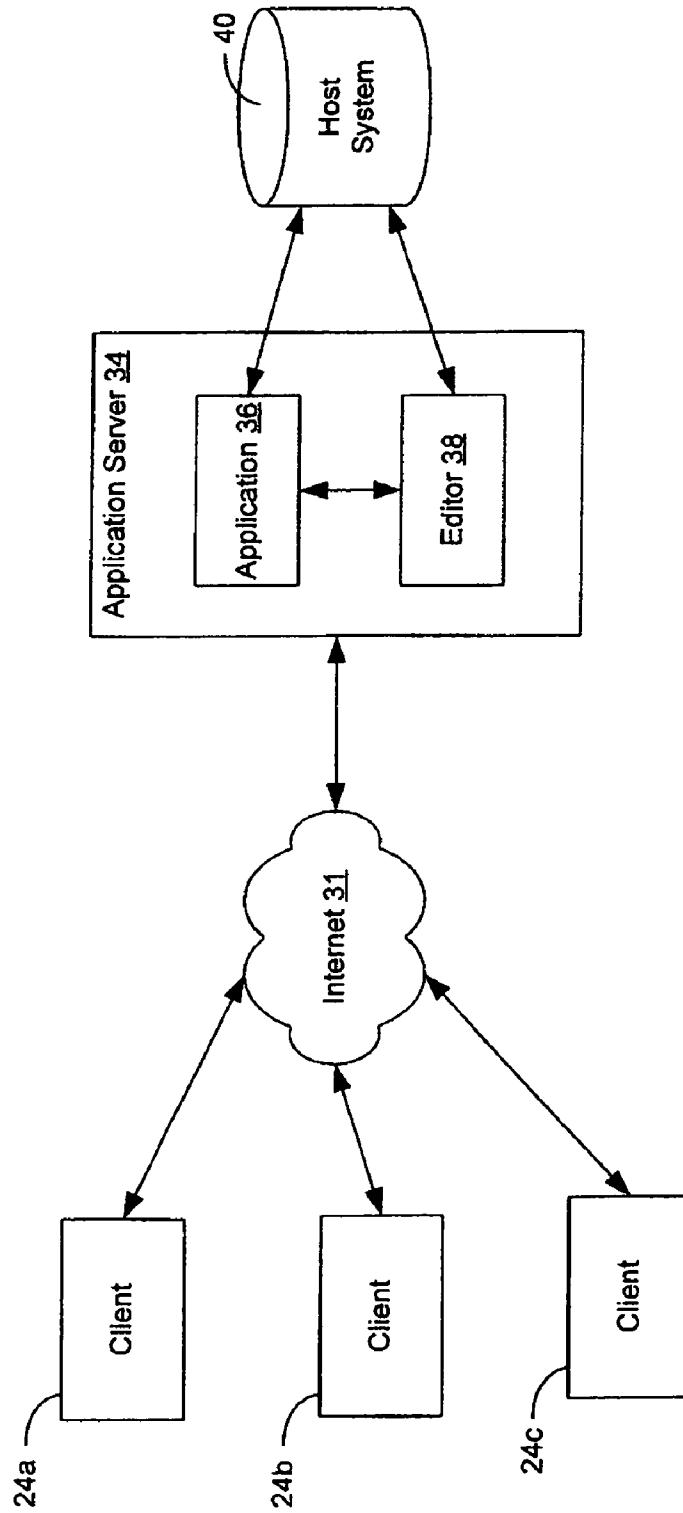 24a
Client
24b
Client
24c
Client
Internet 31
Application Server 34
Application 36
Editor 38
40
Host
System